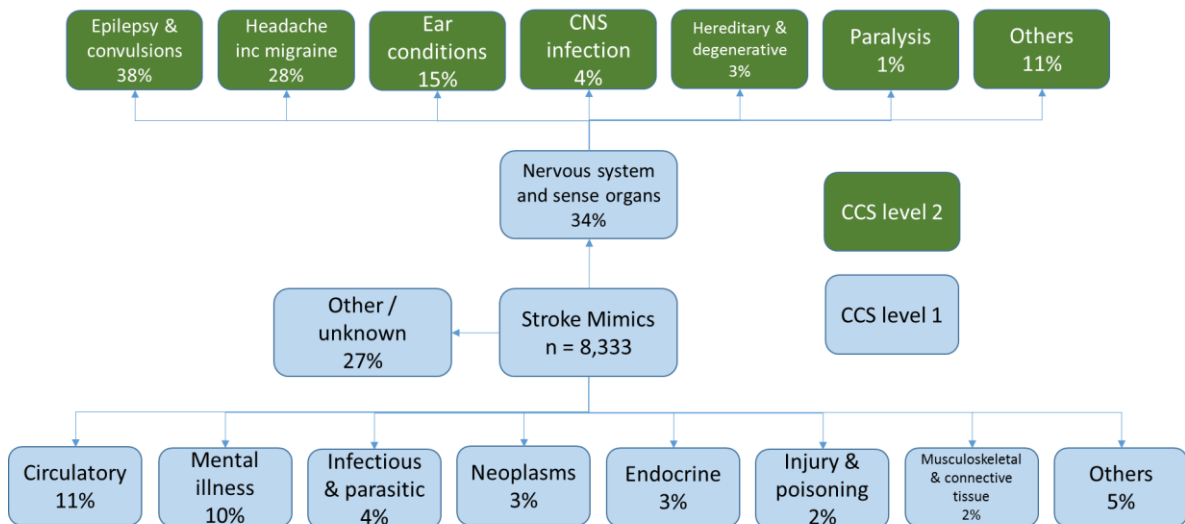 Epilepsy &
convulsions
38%
Headache
inc migraine
28%
Ear
conditions
15%
CNS
infection
4%
Hereditary &
degenerative
3%
Paralysis
1%
Others
11%
Nervous system
and sense organs
34%
CCS level 2
Other /
unknown
27%
Stroke Mimics
n = 8,333
CCS level 1
Circulatory
11%
Mental
illness
10%
Infectious
& parasitic
4%
Neoplasms
3%
Endocrine
3%
Injury &
poisoning
2%
Musculoskeletal
& connective
tissue
2%
Others
5%